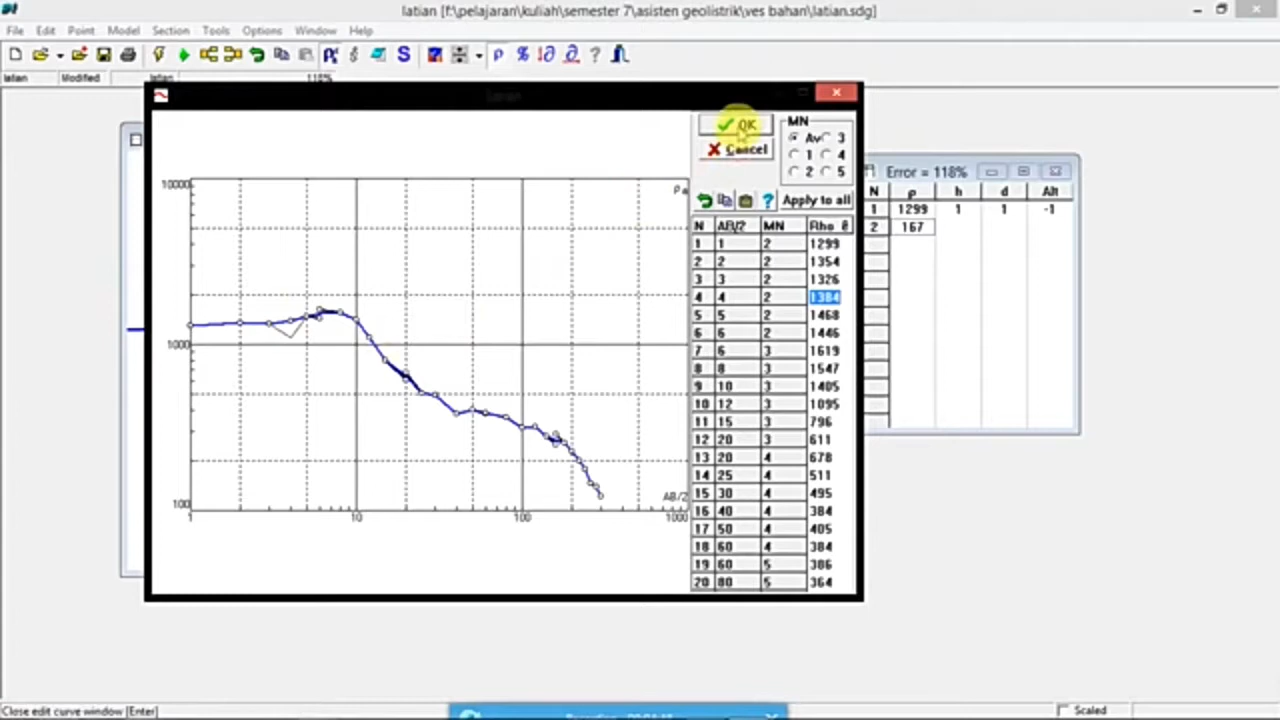 latian [f:\pelajaran\kuliah\semester 7\asisten geolistrik\ves bahan\latian.sdg]
File Edit Point Model Section Tools Options Window Help
latian Modified latian 118%
OK
Cancel
MN
Av 3
1 4
2 5
Apply to all
N AB/2 MN
1 1 2 1299
2 2 2 1354
3 3 2 1326
4 4 2 1384
5 5 2 1468
6 6 2 1446
7 6 3 1619
8 8 3 1547
9 10 3 1405
10 12 3 1095
11 15 3 796
12 20 3 611
13 20 4 678
14 25 4 511
15 30 4 495
16 40 4 384
17 50 4 405
18 60 4 384
19 60 5 386
20 80 5 364
10000
ρa
1000
100
AB/2
1 10 100 1000
Error = 118%
N ρ h d Alt
1 1299 1 1 -1
2 167
Close edit curve window [Enter]
Scaled